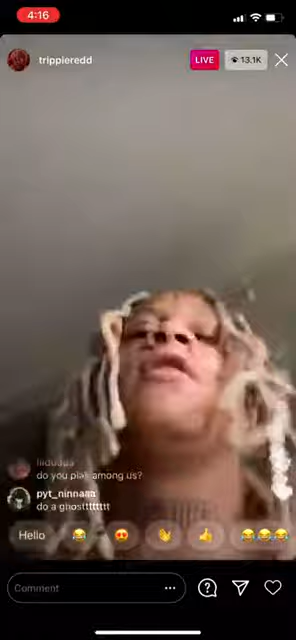 4:16
trippieredd
LIVE
13.1K
do you play among us?
pyt_ninnaaa
do a ghostttttttt
Hello
Comment